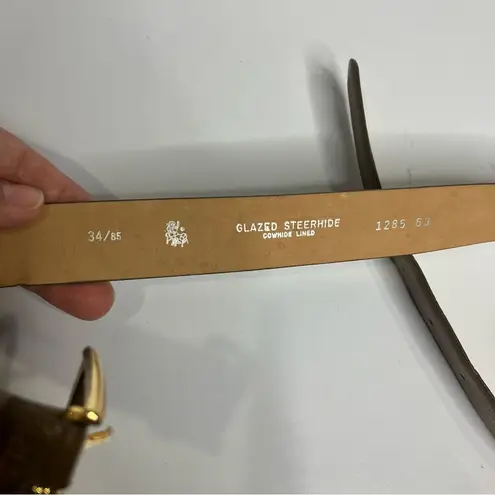 34/85
GLAZED STEERHIDE
COWHIDE LINED
1285